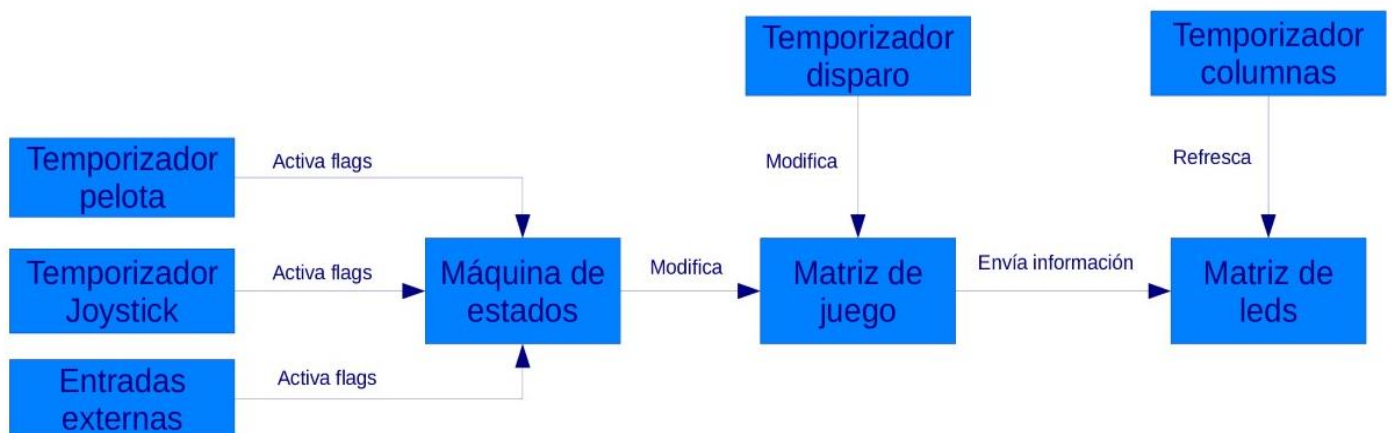 Temporizador
disparo
Temporizador
columnas
Temporizador
pelota
Activa flags
Modifica
Refresca
Temporizador
Joystick
Activa flags
Máquina de
estados
Modifica
Matriz de
juego
Envía información
Matriz de
leds
Entradas
externas
Activa flags